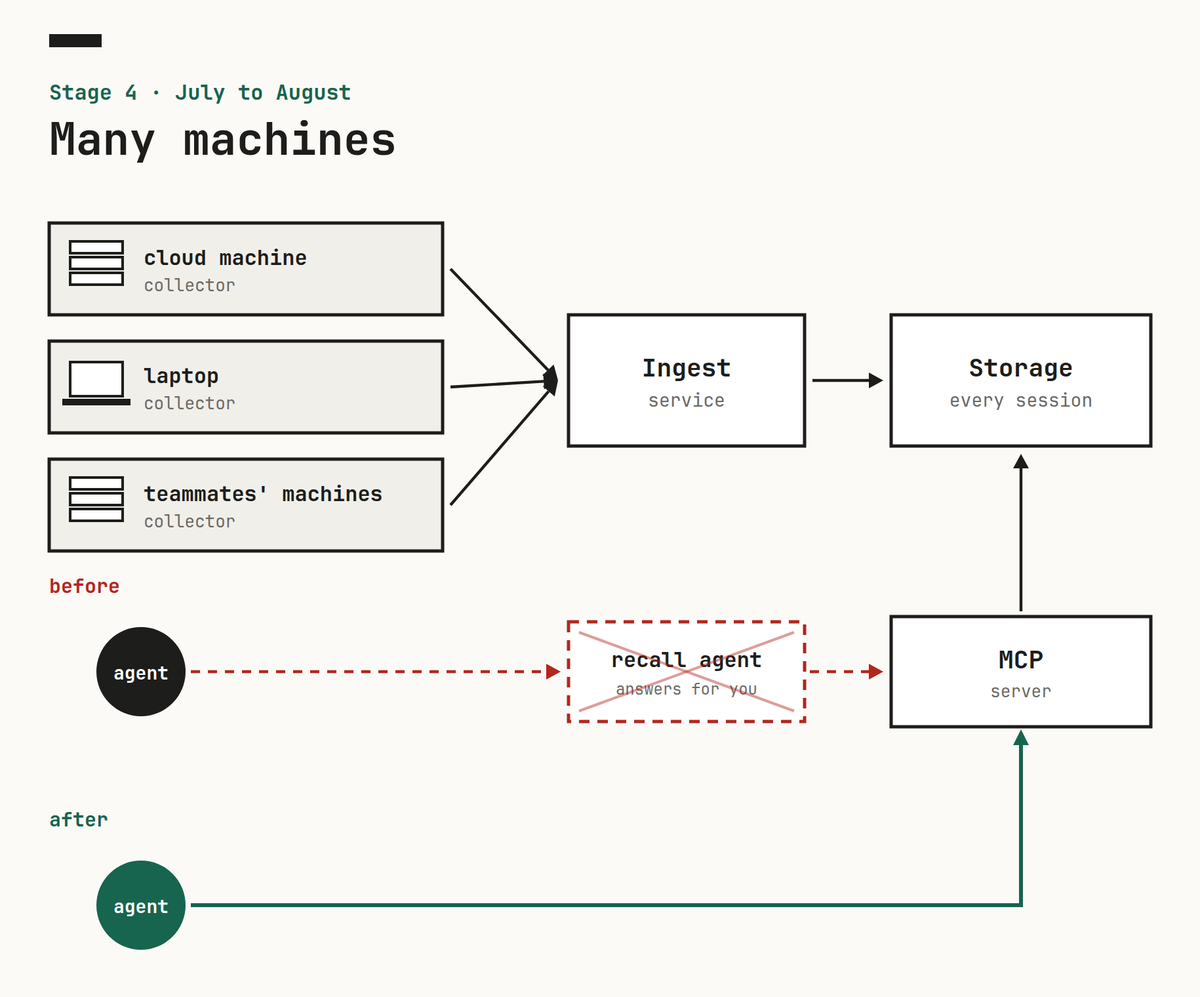 Stage 4 · July to August
Many machines
cloud machine
collector
laptop
collector
teammates' machines
collector
Ingest
service
Storage
every session
before
agent
recall agent
answers for you
MCP
server
after
agent